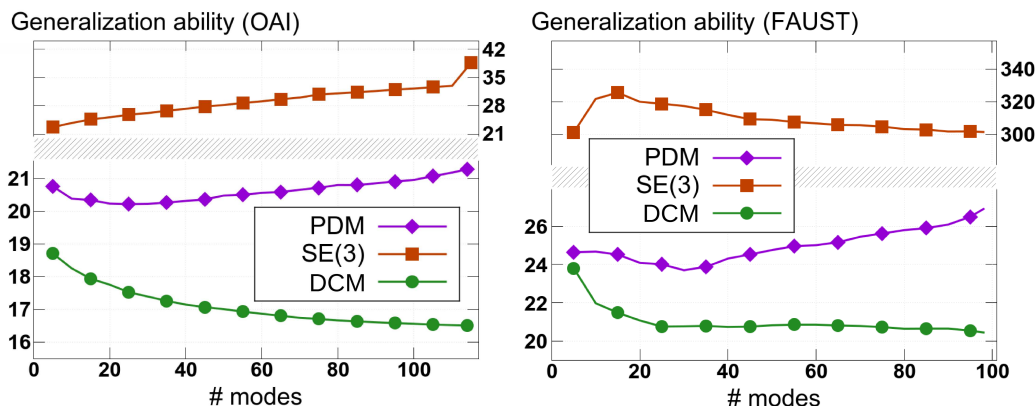 Generalization ability (OAI)
42
35
28
21
21
20
19
18
17
16
PDM
SE(3)
DCM
0 20 40 60 80 100
# modes
Generalization ability (FAUST)
340
320
300
26
24
22
20
PDM
SE(3)
DCM
0 20 40 60 80 100
# modes